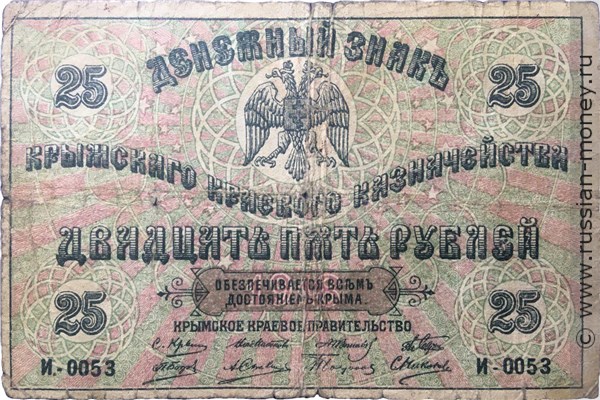 ДЕНЕЖНЫЙ ЗНАКЪ
25 25
КРЫМСКАГО КРАЕВОГО КАЗНАЧЕЙСТВА
ДВАДЦАТЬ ПЯТЬ РУБЛЕЙ
ОБЕЗПЕЧИВАЕТСЯ ВСѢМЪ
ДОСТОЯНІЕМЪ КРЫМА.
25 25
КРЫМСКОЕ КРАЕВОЕ ПРАВИТЕЛЬСТВО
И.-0053 И-0053
© www.russian-money.ru